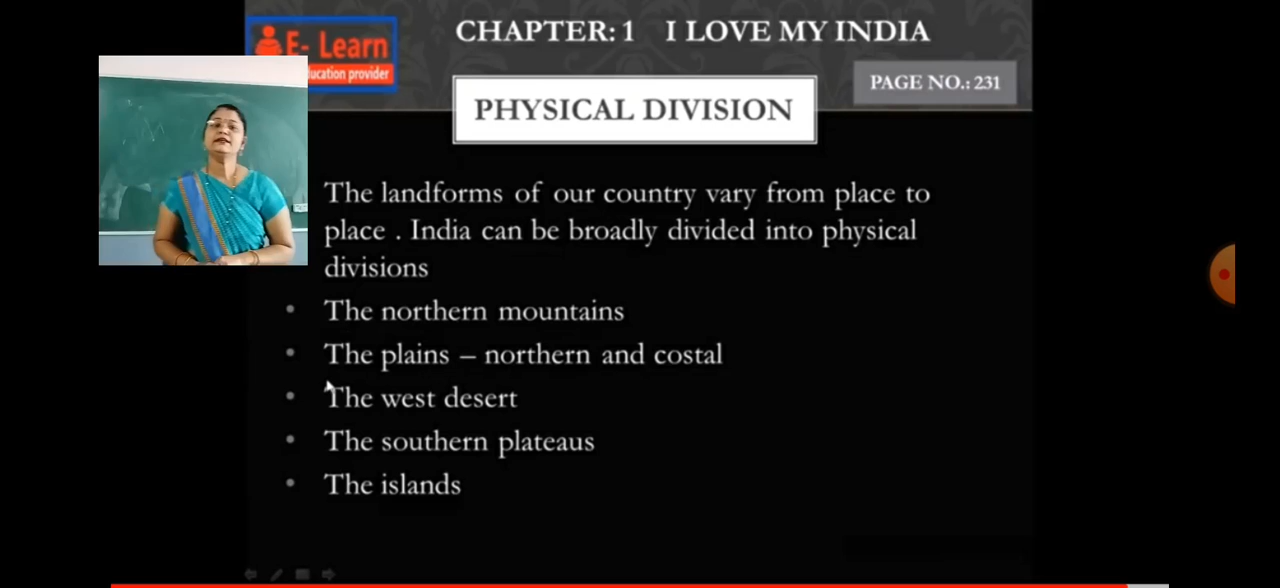 E- Learn
ucation provider
CHAPTER: 1 I LOVE MY INDIA
PAGE NO.: 231
PHYSICAL DIVISION
The landforms of our country vary from place to
place . India can be broadly divided into physical
divisions
• The northern mountains
• The plains – northern and costal
• The west desert
• The southern plateaus
• The islands